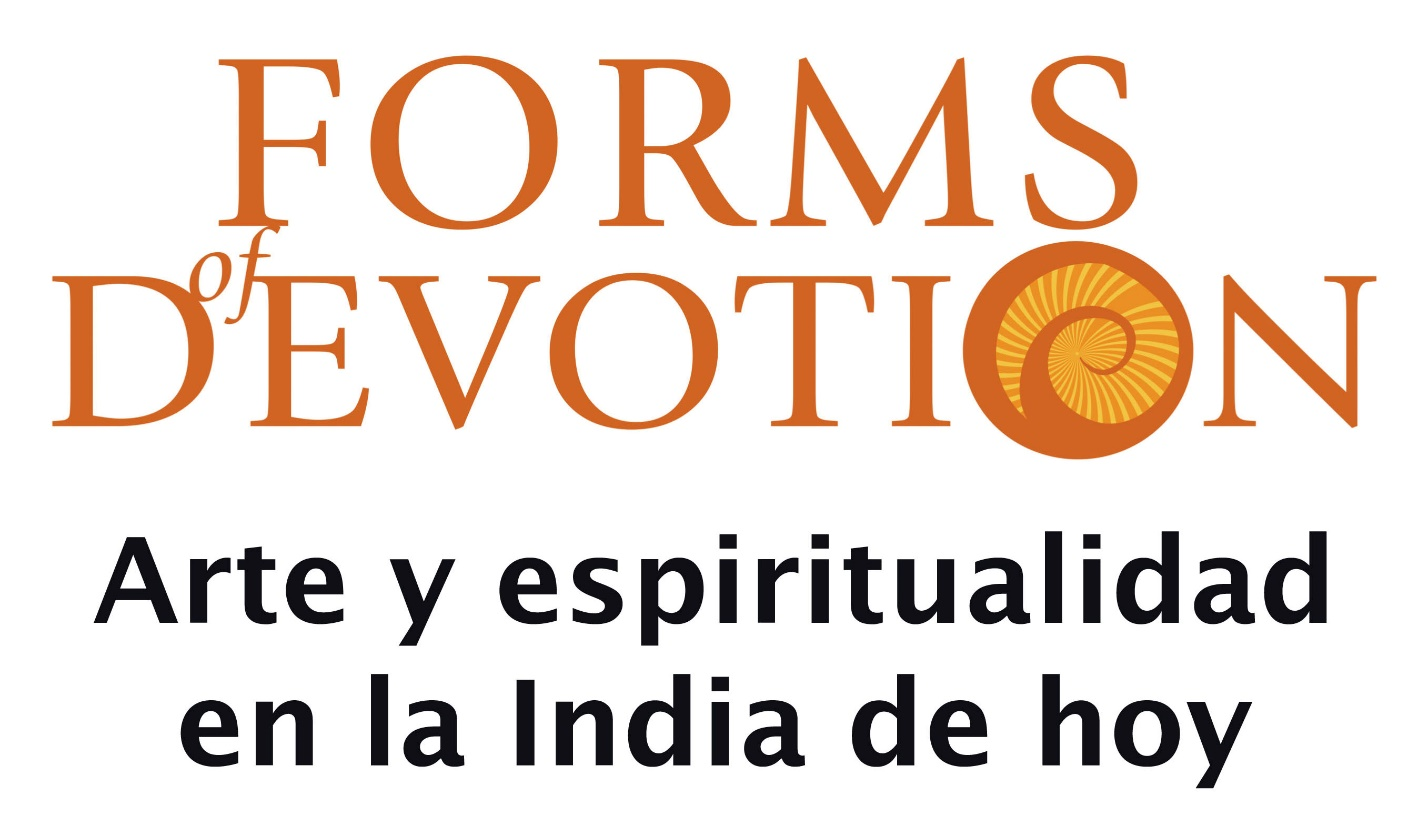 FORMS
of
DEVOTION
Arte y espiritualidad
en la India de hoy